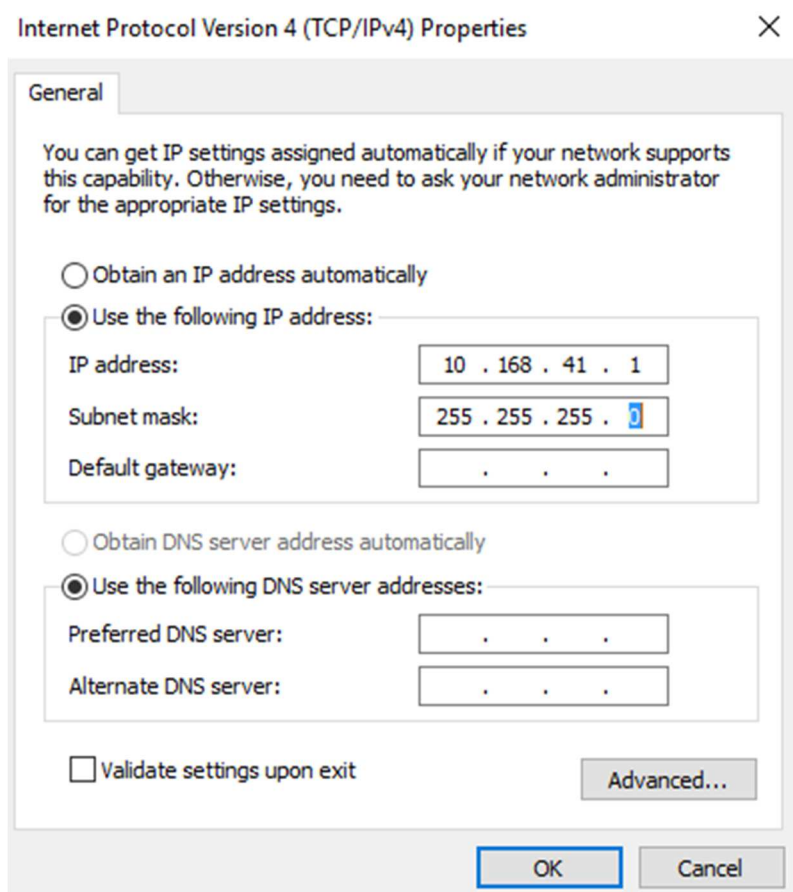 Internet Protocol Version 4 (TCP/IPv4) Properties
General
You can get IP settings assigned automatically if your network supports
this capability. Otherwise, you need to ask your network administrator
for the appropriate IP settings.
Obtain an IP address automatically
Use the following IP address:
IP address: 10 . 168 . 41 . 1
Subnet mask: 255 . 255 . 255 . 0
Default gateway: . . .
Obtain DNS server address automatically
Use the following DNS server addresses:
Preferred DNS server: . . .
Alternate DNS server: . . .
Validate settings upon exit
Advanced...
OK Cancel